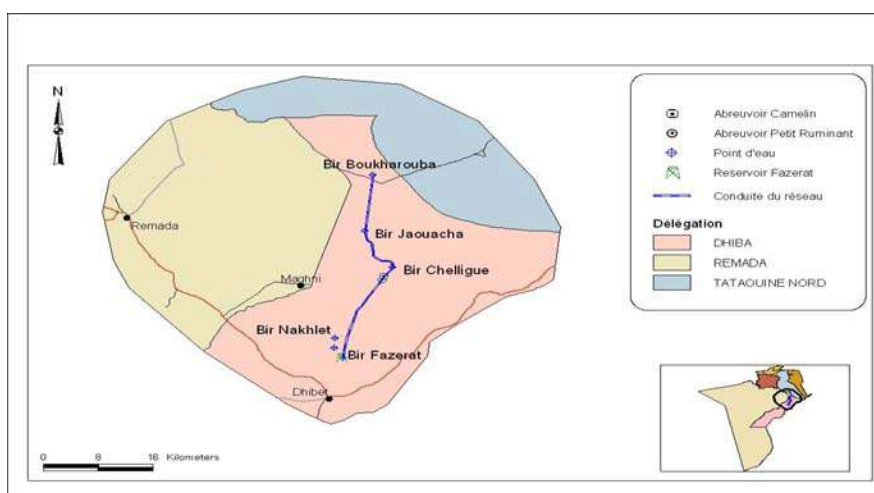 N
Bir Boukharouba
Remada
Bir Jaouacha
Bir Chelligue
Maghni
Bir Nakhlet
Bir Fazerat
Dhibet
0 8 16 Kilometers
Abreuvoir Camelin
Abreuvoir Petit Ruminant
Point d'eau
Reservoir Fazerat
Conduite du rèseau
Délégation
DHIBA
REMADA
TATAOUINE NORD